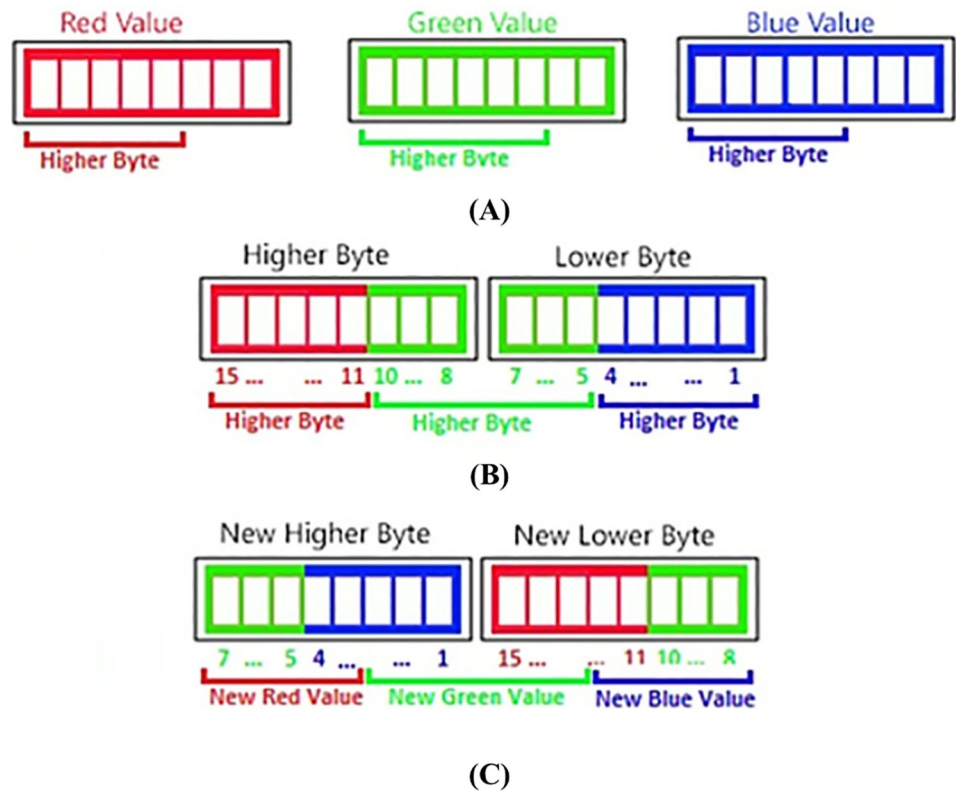 Red Value Green Value Blue Value
Higher Byte Higher Byte Higher Byte
(A)
Higher Byte Lower Byte
15 ... ... 11 10 ... 8 7 ... 5 4 ... ... 1
Higher Byte Higher Byte Higher Byte
(B)
New Higher Byte New Lower Byte
7 ... 5 4 ... ... 1 15 ... ... 11 10 ... 8
New Red Value New Green Value New Blue Value
(C)